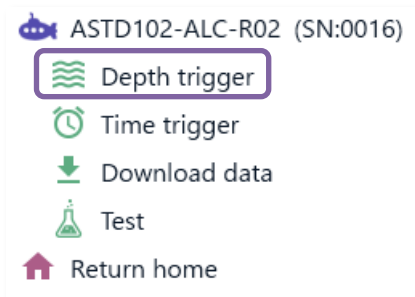 ASTD102-ALC-R02 (SN:0016)
Depth trigger
Time trigger
Download data
Test
Return home